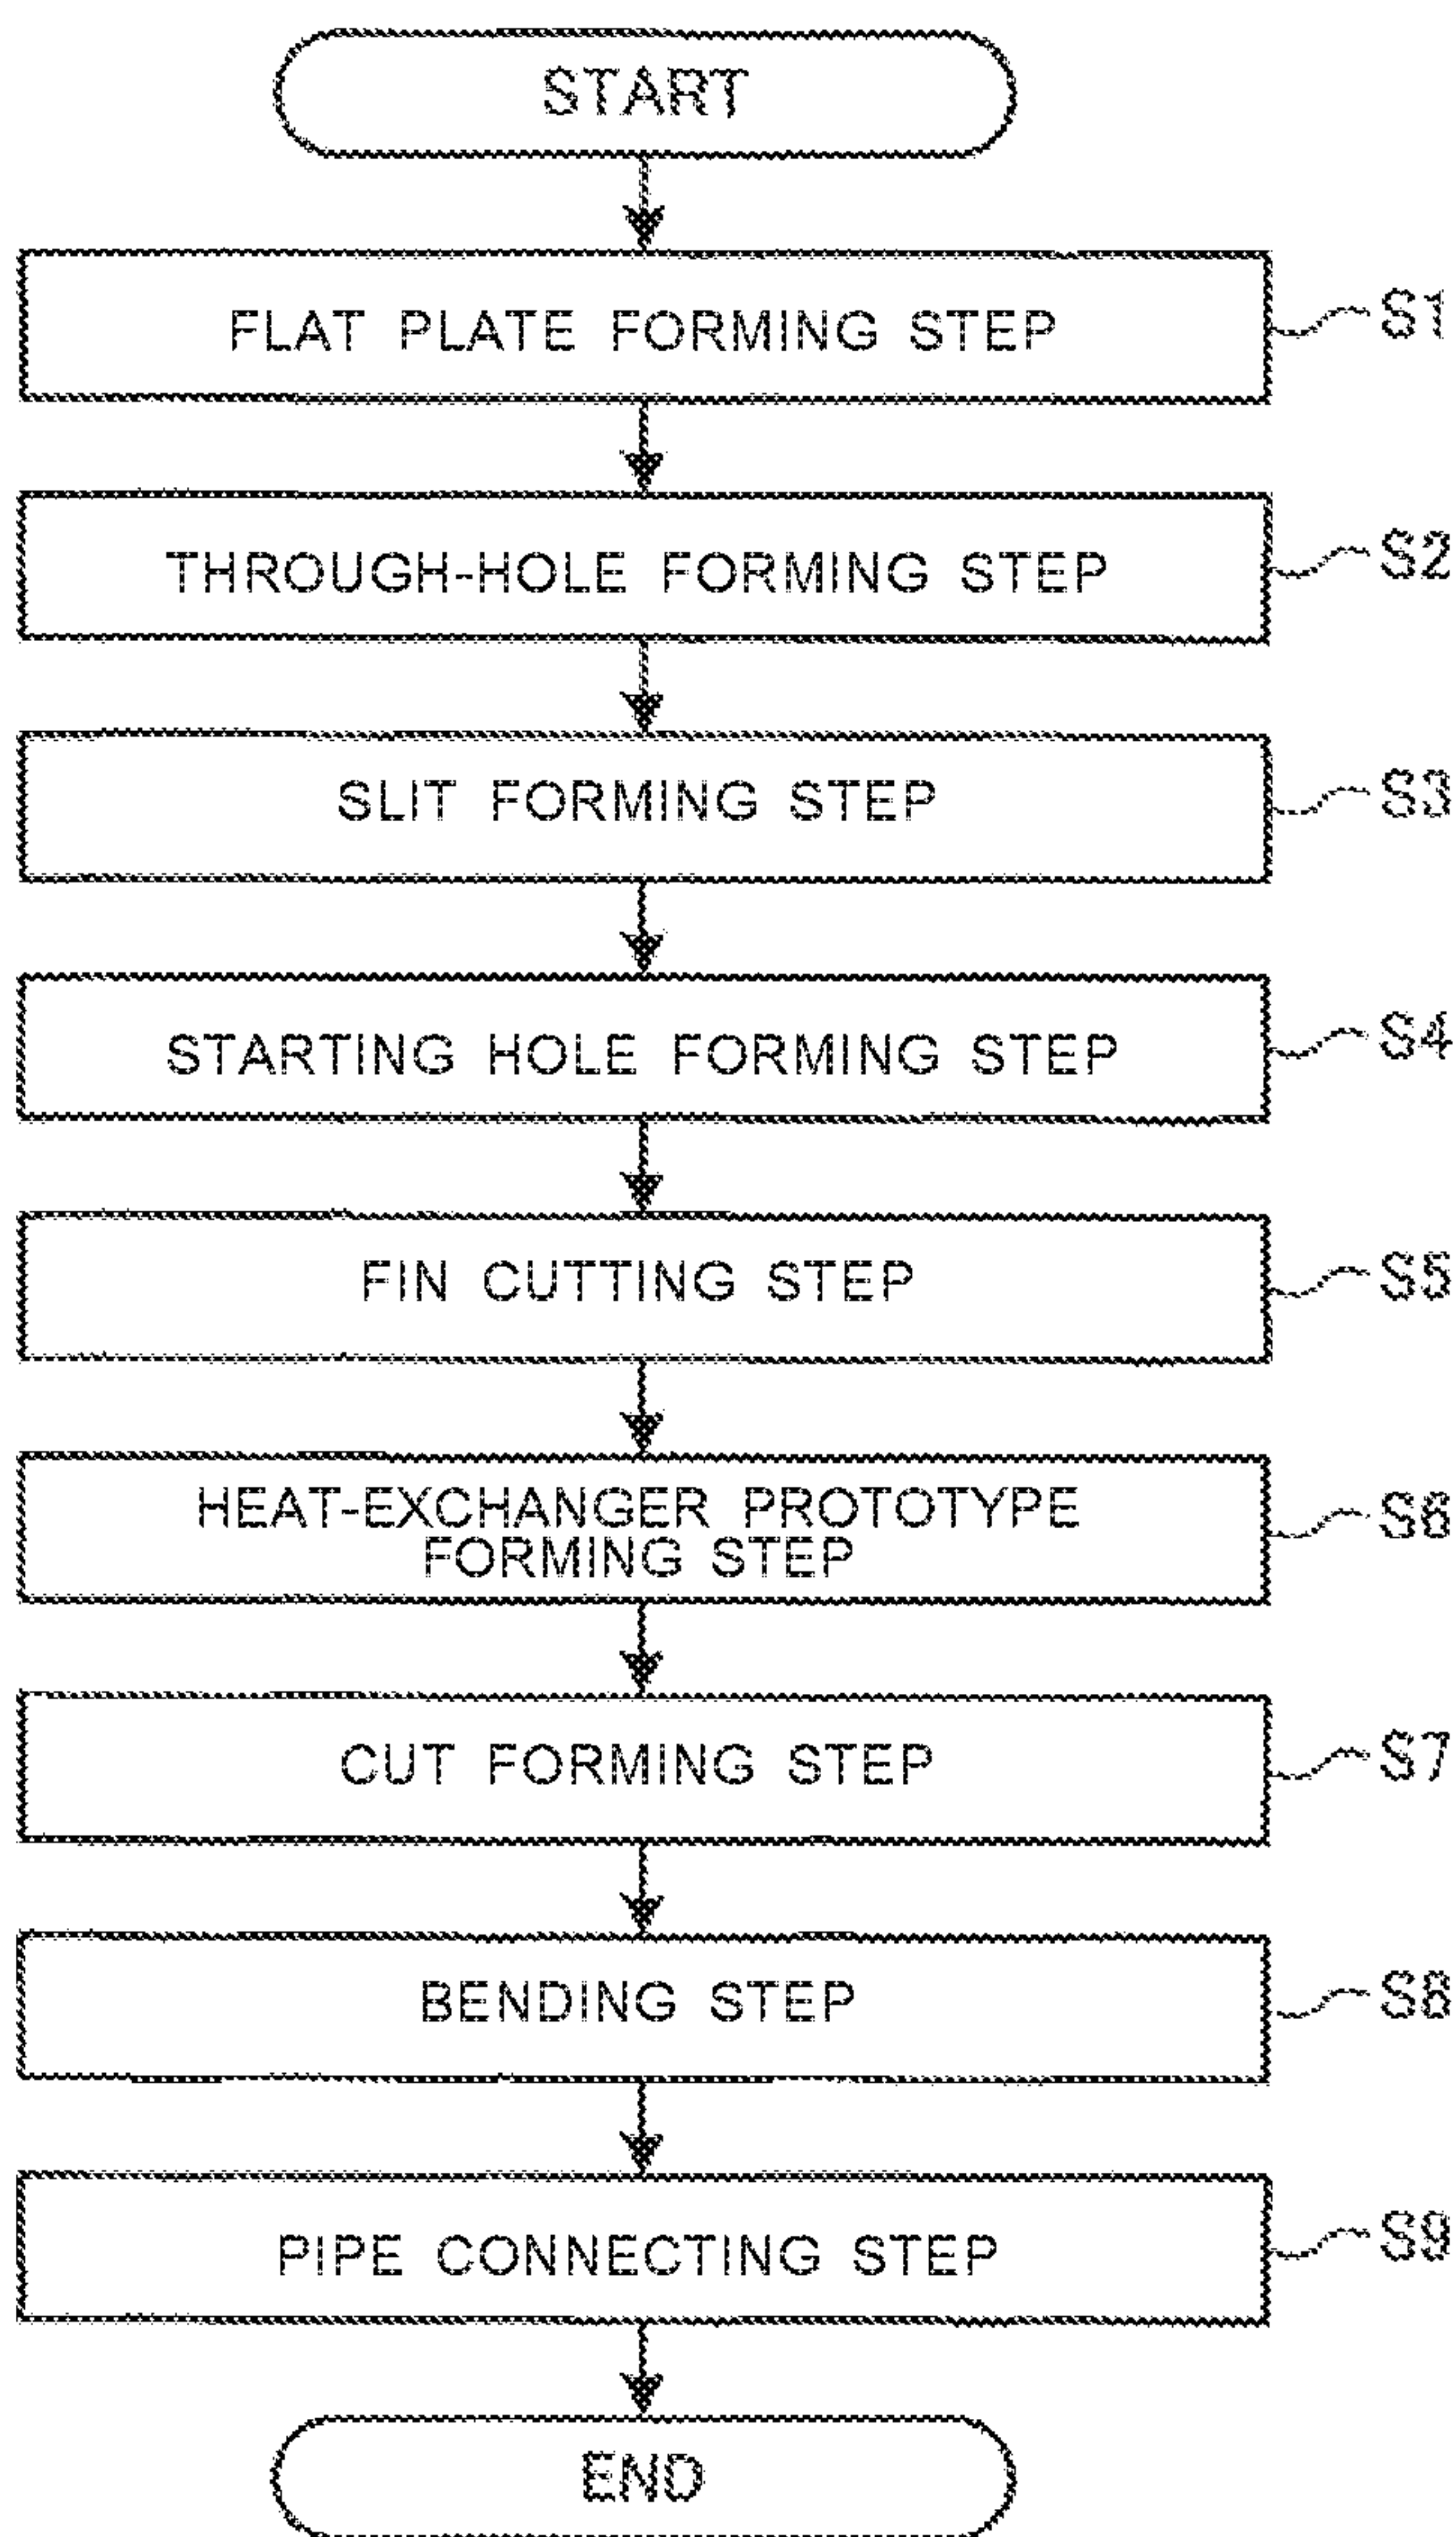 START
FLAT PLATE FORMING STEP
S1
THROUGH-HOLE FORMING STEP
S2
SLIT FORMING STEP
S3
STARTING HOLE FORMING STEP
S4
FIN CUTTING STEP
S5
HEAT-EXCHANGER PROTOTYPE
FORMING STEP
S6
CUT FORMING STEP
S7
BENDING STEP
S8
PIPE CONNECTING STEP
S9
END